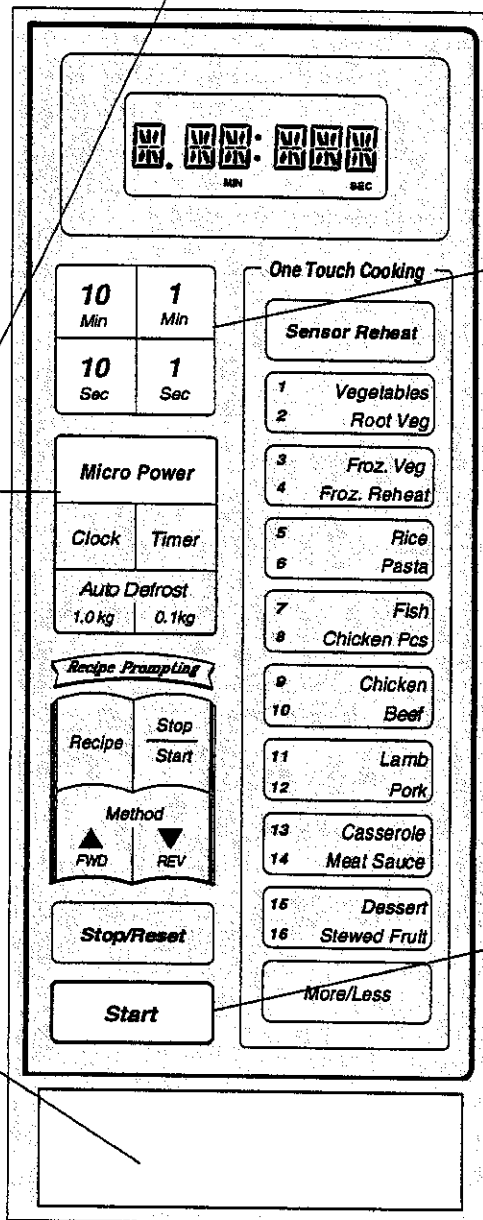 MIN SEC
10 1
Min Min
10 1
Sec Sec
Micro Power
Clock Timer
Auto Defrost
1.0kg 0.1kg
Recipe Prompting
Recipe
Stop
Start
Method
FWD REV
Stop/Reset
Start
One Touch Cooking
Sensor Reheat
1 Vegetables
2 Root Veg
3 Froz. Veg
4 Froz. Reheat
5 Rice
6 Pasta
7 Fish
8 Chicken Pcs
9 Chicken
10 Beef
11 Lamb
12 Pork
13 Casserole
14 Meat Sauce
15 Dessert
16 Stewed Fruit
More/Less